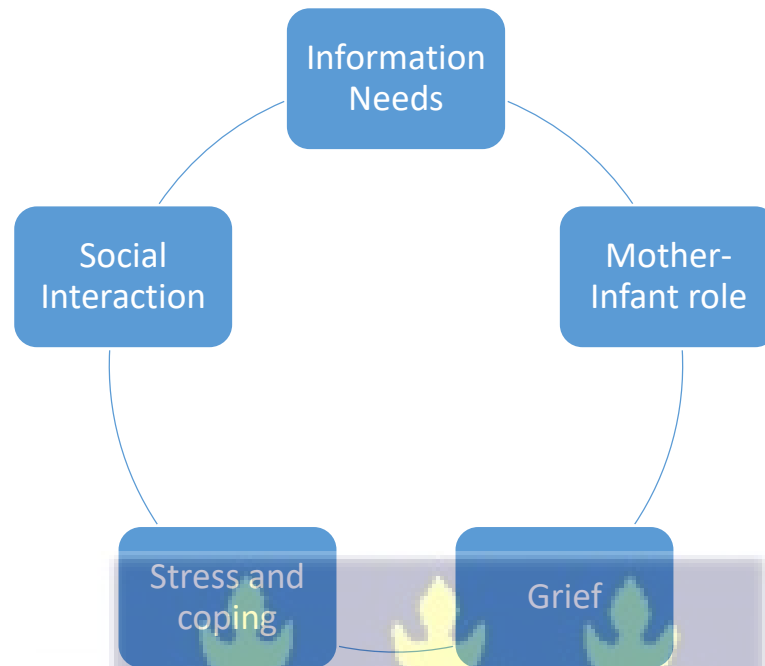 Information
Needs
Social
Interaction
Mother-
Infant role
Stress and
coping
Grief